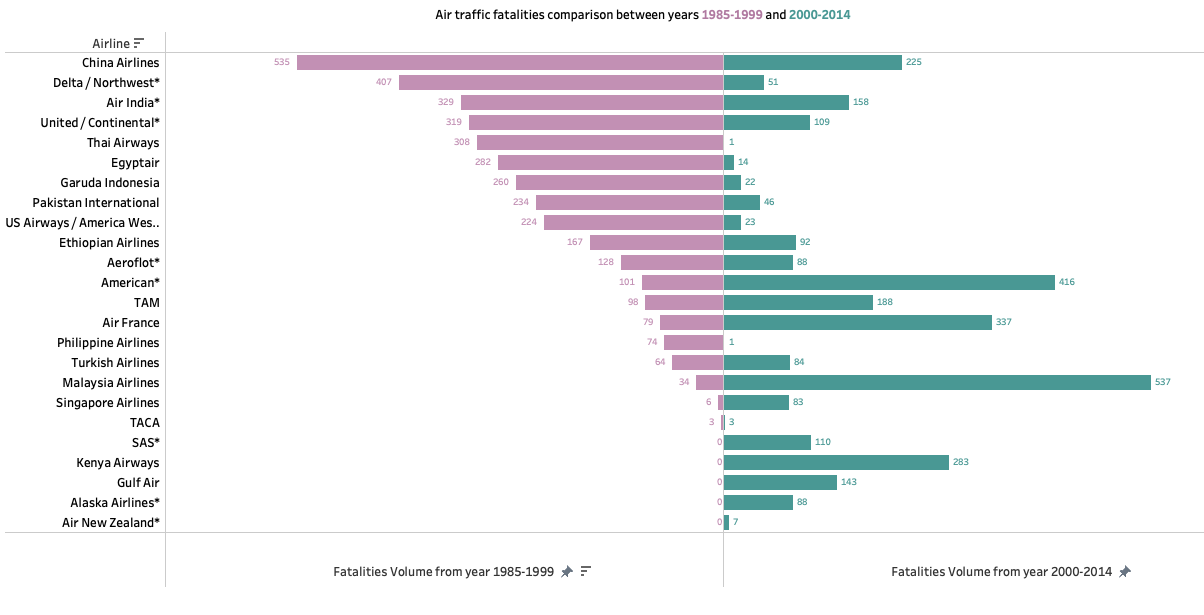 Air traffic fatalities comparison between years 1985-1999 and 2000-2014
Airline
China Airlines 535 225
Delta / Northwest* 407 51
Air India* 329 158
United / Continental* 319 109
Thai Airways 308 1
Egyptair 282 14
Garuda Indonesia 260 22
Pakistan International 234 46
US Airways / America Wes.. 224 23
Ethiopian Airlines 167 92
Aeroflot* 128 88
American* 101 416
TAM 98 188
Air France 79 337
Philippine Airlines 74 1
Turkish Airlines 64 84
Malaysia Airlines 34 537
Singapore Airlines 6 83
TACA 3 3
SAS* 0 110
Kenya Airways 0 283
Gulf Air 0 143
Alaska Airlines* 0 88
Air New Zealand* 0 7
Fatalities Volume from year 1985-1999 Fatalities Volume from year 2000-2014